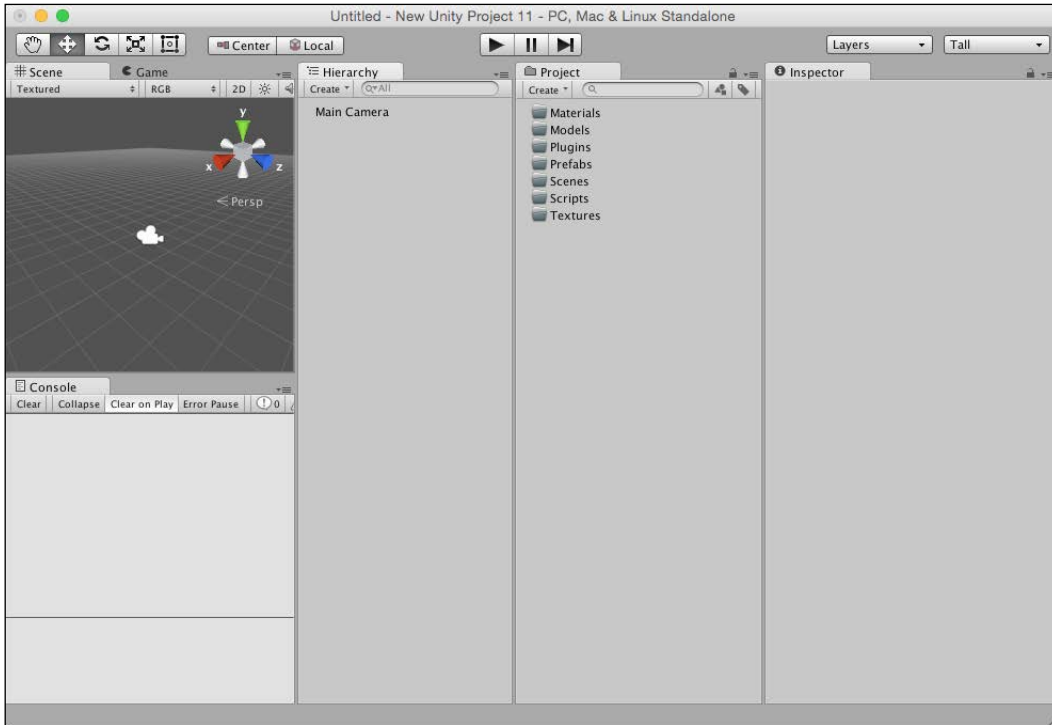 Untitled - New Unity Project 11 - PC, Mac & Linux Standalone
Center Local Layers Tall
Scene Game
Textured RGB 2D
y
x z
Persp
Console
Clear Collapse Clear on Play Error Pause 0
Hierarchy
Create All
Main Camera
Project
Create
Materials
Models
Plugins
Prefabs
Scenes
Scripts
Textures
Inspector